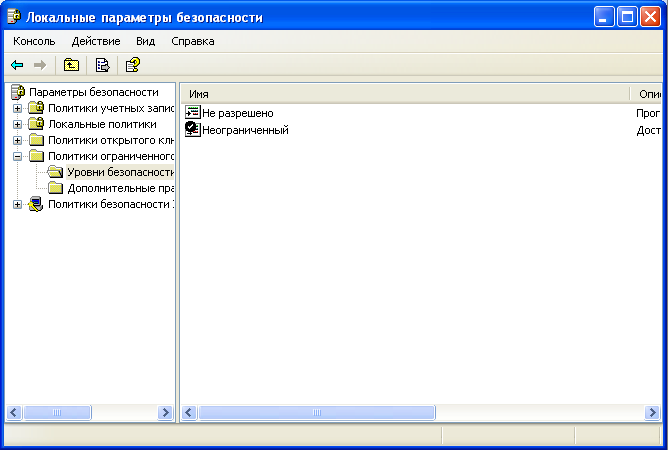 Локальные параметры безопасности
Консоль Действие Вид Справка
Параметры безопасности
Политики учетных запис
Локальные политики
Политики открытого клю
Политики ограниченного
Уровни безопасности
Дополнительные пра
Политики безопасности
Имя Опис
Не разрешено Прог
Неограниченный Дост